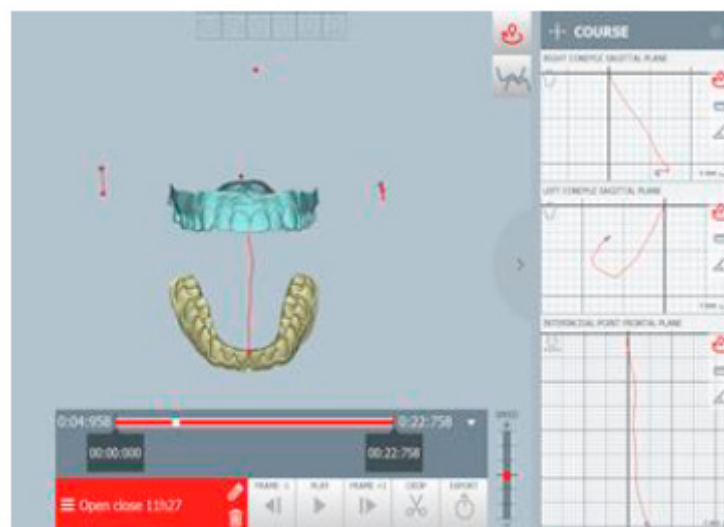 COURSE
RIGHT CONDYLE SAGITTAL PLANE
LEFT CONDYLE SAGITTAL PLANE
INTERINCISAL POINT FRONTAL PLANE
0:04:958
0:22:758
SPEED
00:00:000
00:22:758
Open close 11h27
FRAME -1
PLAY
FRAME +1
CROP
EXPORT